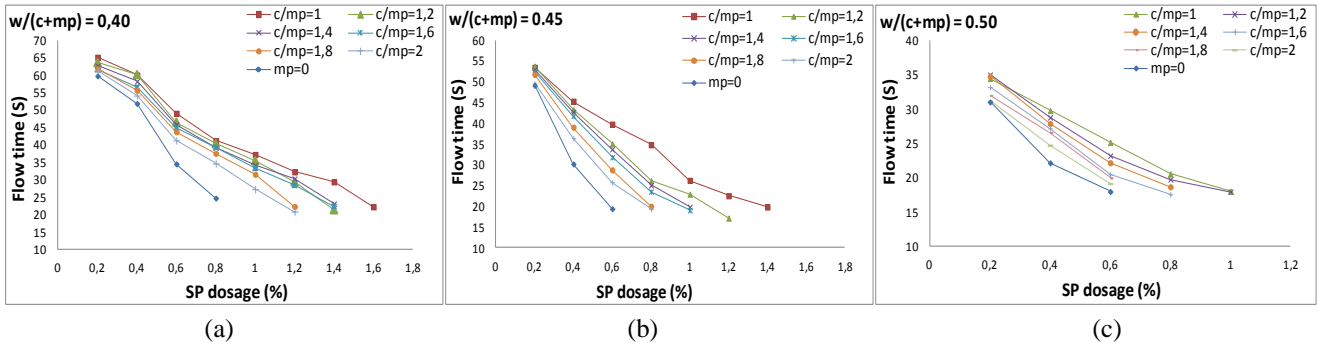 w/(c+mp) = 0,40
c/mp=1
c/mp=1,2
c/mp=1,4
c/mp=1,6
c/mp=1,8
c/mp=2
mp=0
Flow time (S)
70
65
60
55
50
45
40
35
30
25
20
15
10
0
0,2
0,4
0,6
0,8
1
1,2
1,4
1,6
1,8
SP dosage (%)
(a)
w/(c+mp) = 0.45
c/mp=1
c/mp=1,2
c/mp=1,4
c/mp=1,6
c/mp=1,8
c/mp=2
mp=0
Flow time (S)
60
55
50
45
40
35
30
25
20
15
10
0
0,2
0,4
0,6
0,8
1
1,2
1,4
1,6
1,8
SP dosage (%)
(b)
w/(c+mp) = 0.50
c/mp=1
c/mp=1,2
c/mp=1,4
c/mp=1,6
c/mp=1,8
c/mp=2
mp=0
Flow time (S)
40
35
30
25
20
15
10
0
0,2
0,4
0,6
0,8
1
1,2
SP dosage (%)
(c)